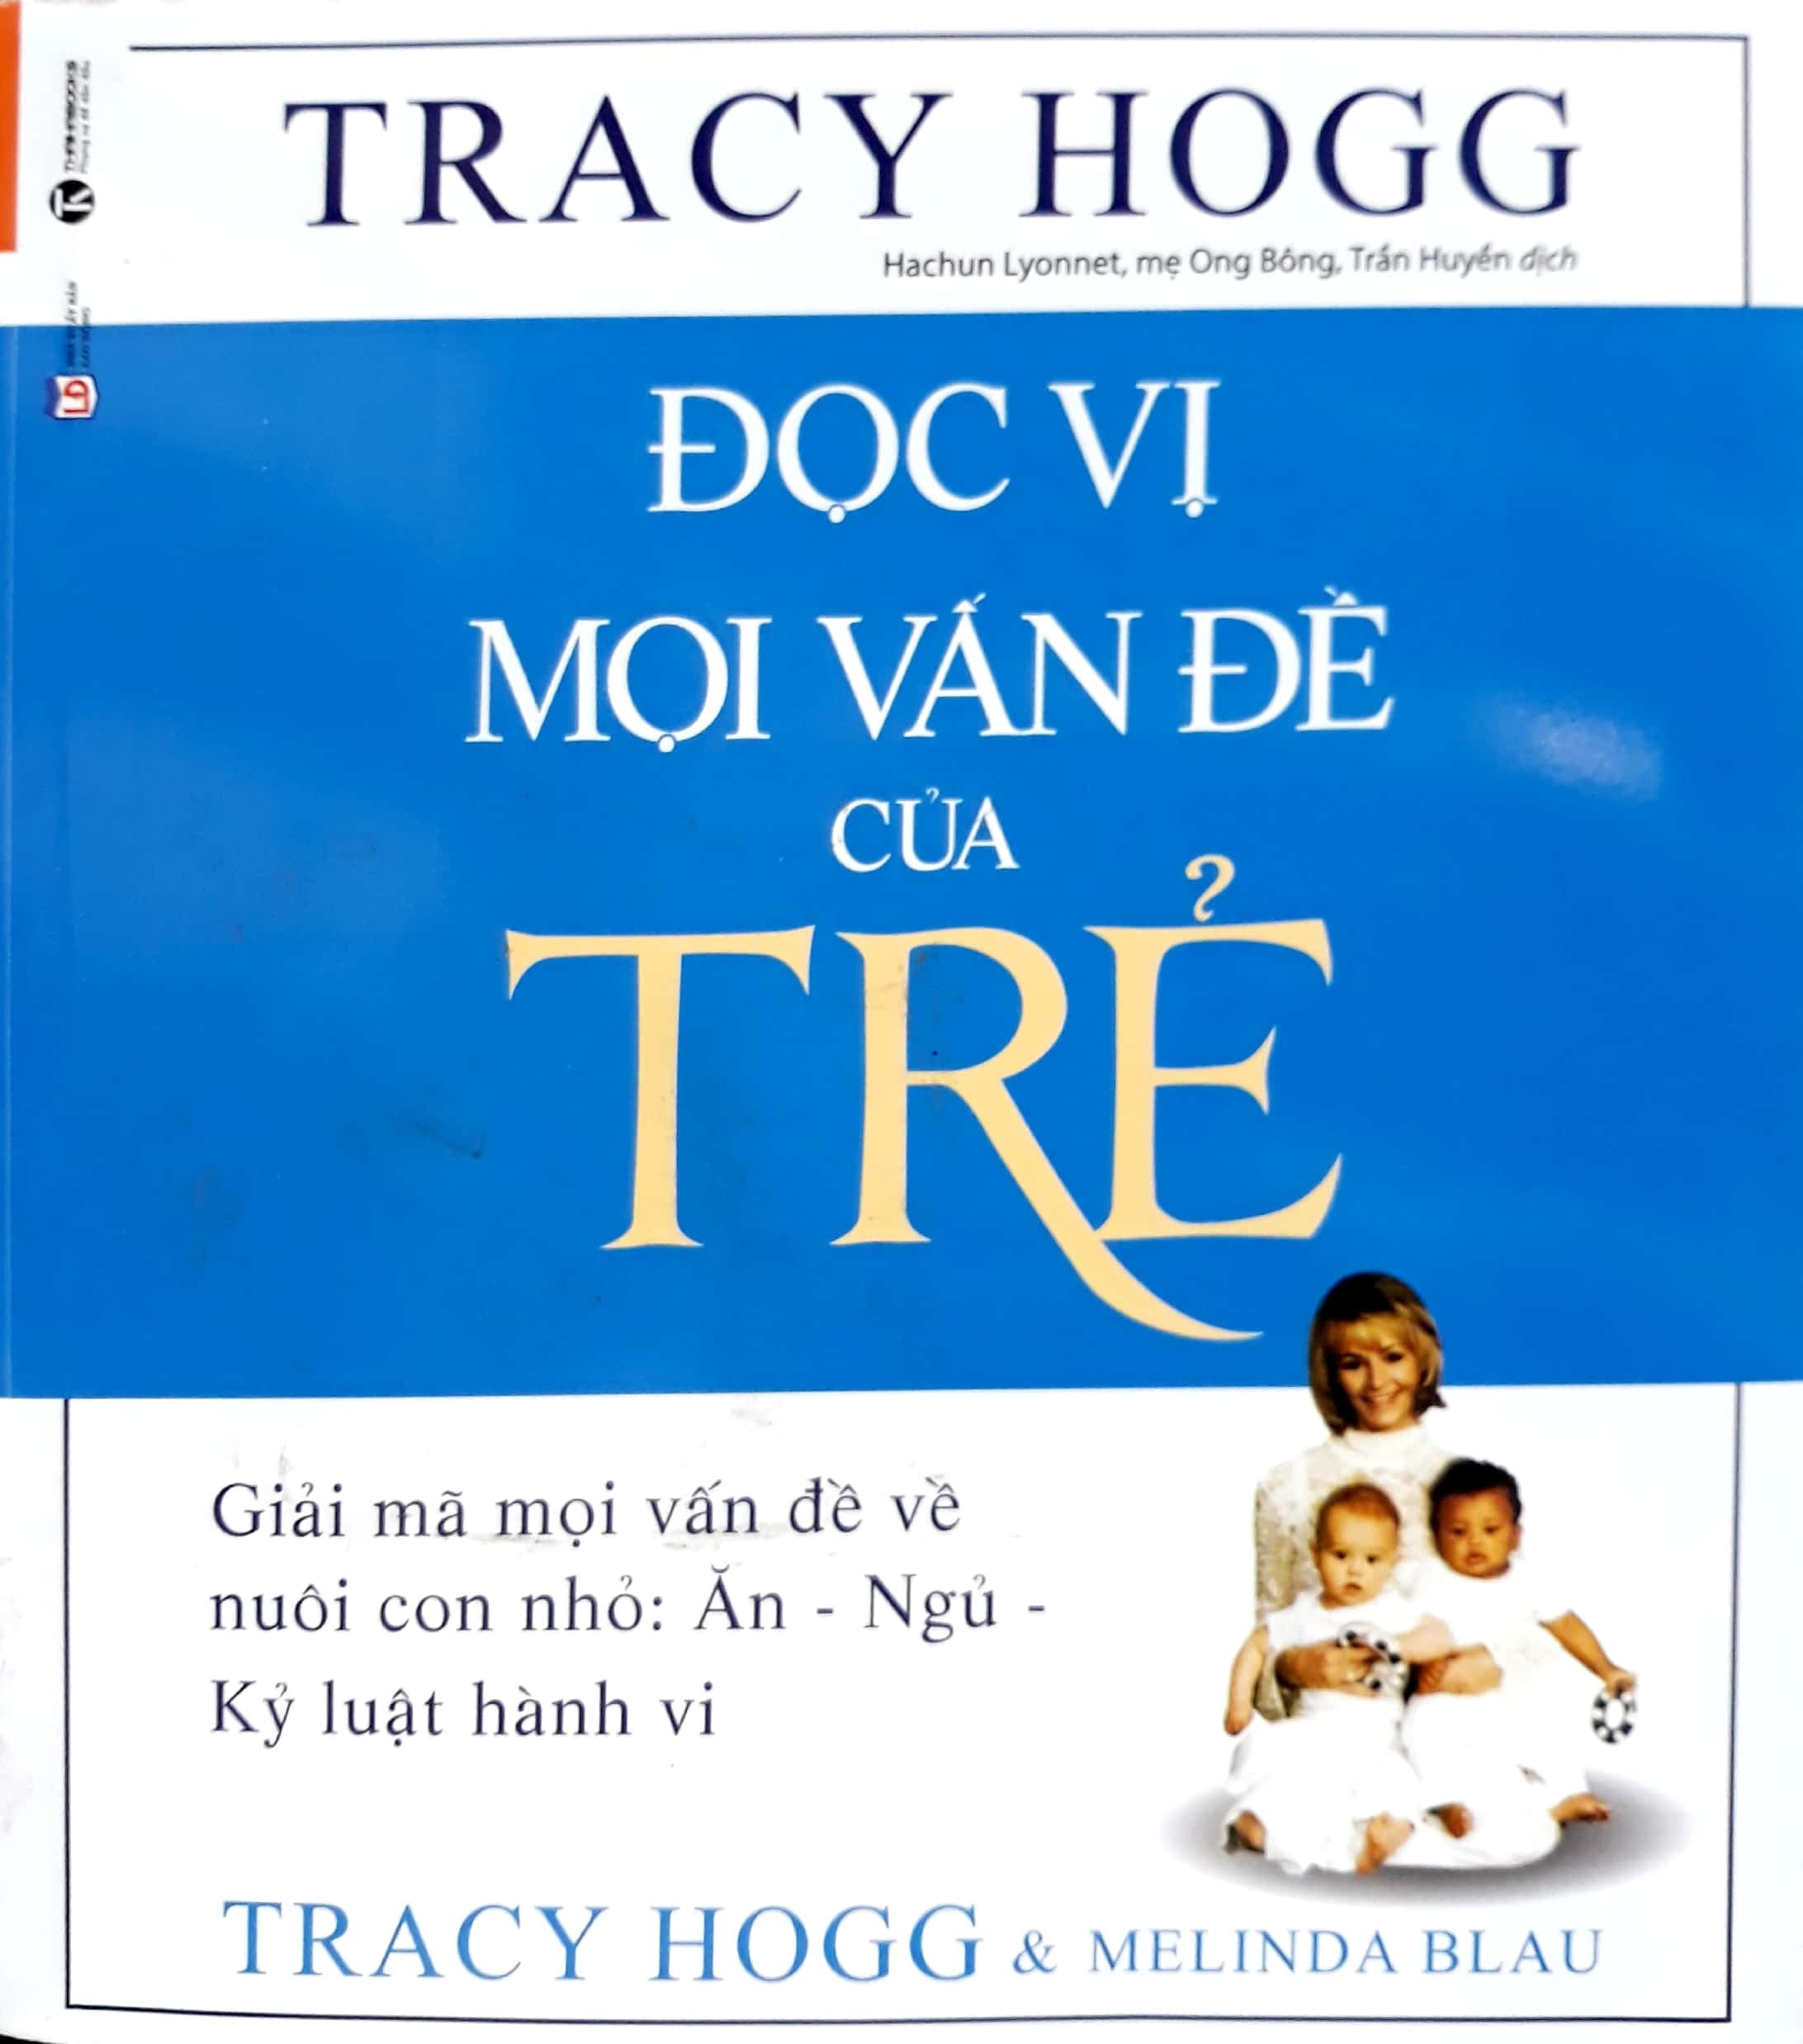 TRACY HOGG
Hachun Lyonnet, mẹ Ong Bông, Trần Huyền dịch
ĐỌC VỊ
MỌI VẤN ĐỀ
CỦA
TRẺ
Giải mã mọi vấn đề về
nuôi con nhỏ: Ăn - Ngủ -
Kỷ luật hành vi
TRACY HOGG & MELINDA BLAU